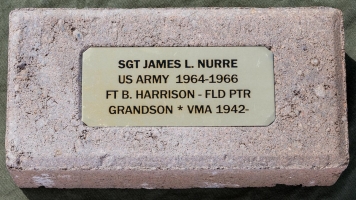 SGT JAMES L. NURRE
US ARMY 1964-1966
FT B. HARRISON - FLD PTR
GRANDSON * VMA 1942-